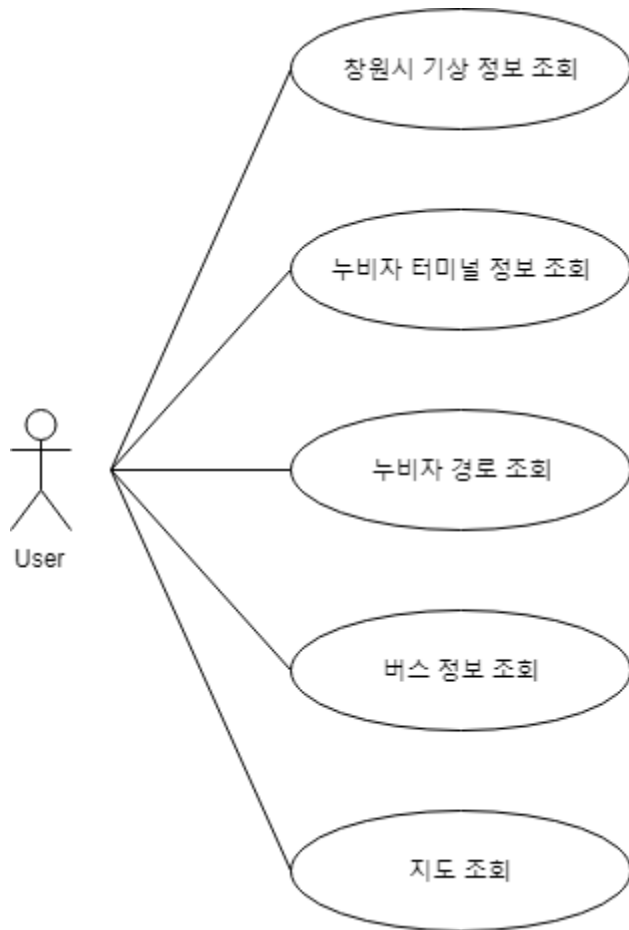 창원시 기상 정보 조회
누비자 터미널 정보 조회
누비자 경로 조회
User
버스 정보 조회
지도 조회